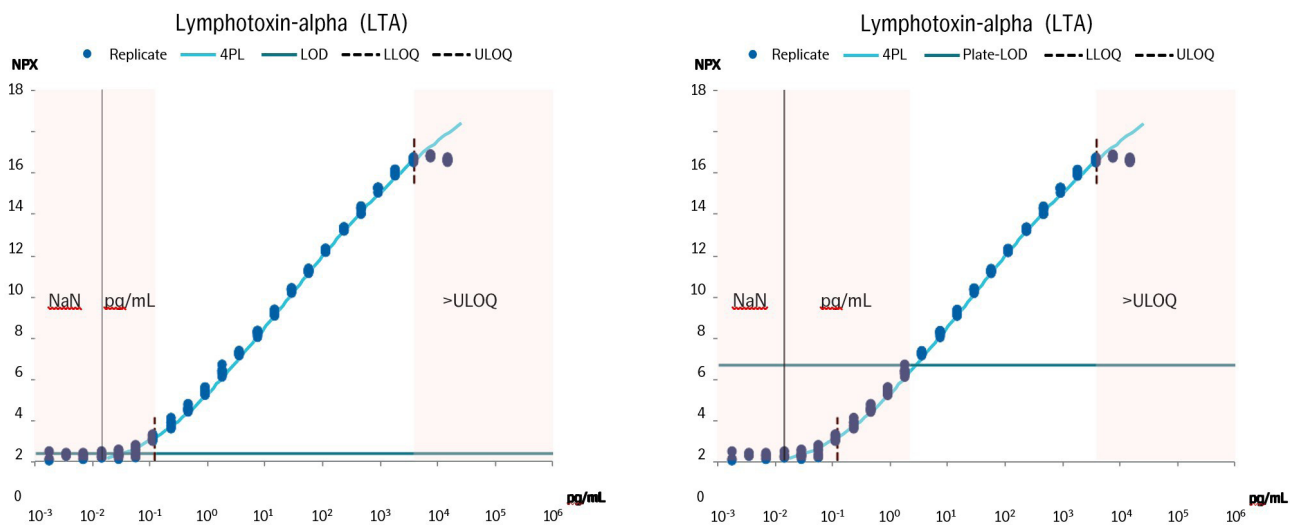 Lymphotoxin-alpha (LTA)
Replicate 4PL LOD LLOQ ULOQ
NPX
18
16
14
12
10
8
6
4
2
0
NaN
pg/mL
>ULOQ
10-3 10-2 10-1 100 101 102 103 104 105 106
pg/mL
Lymphotoxin-alpha (LTA)
Replicate 4PL Plate-LOD LLOQ ULOQ
NPX
18
16
14
12
10
8
6
4
2
0
NaN
pg/mL
>ULOQ
10-3 10-2 10-1 100 101 102 103 104 105 106
pg/mL